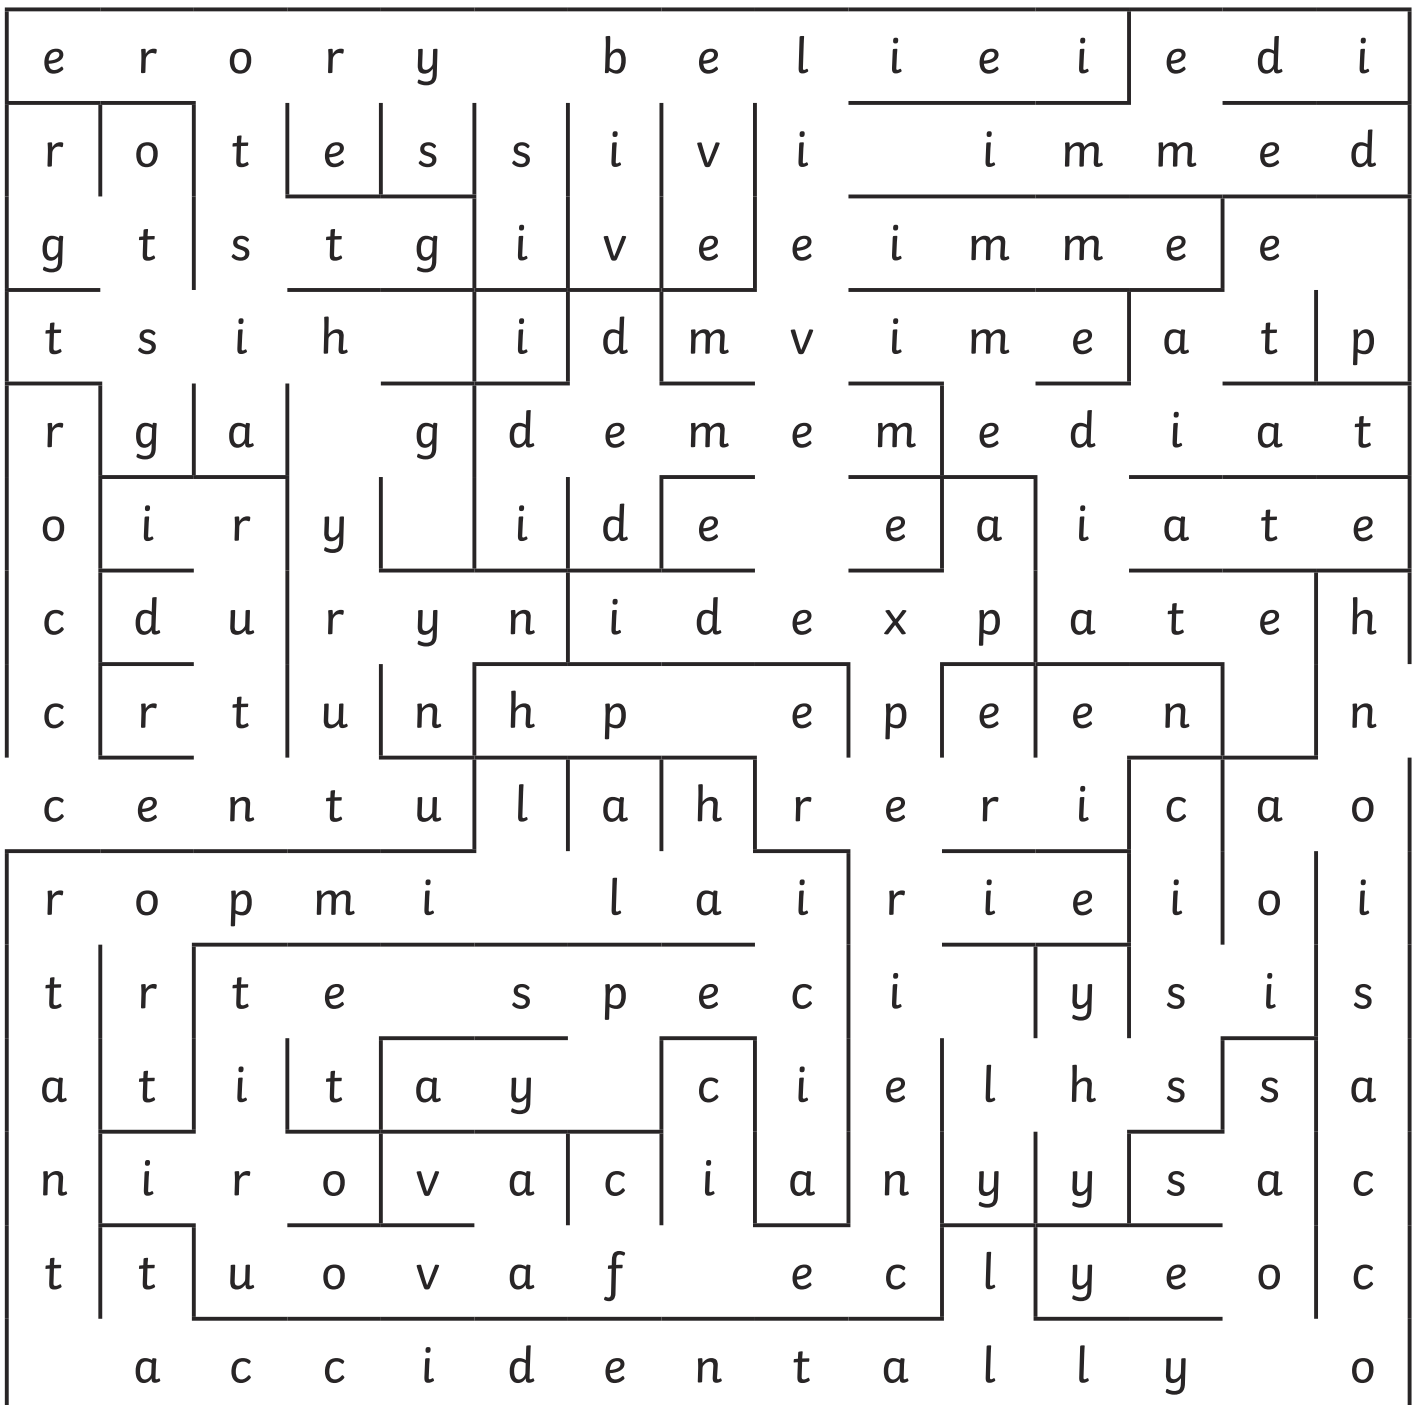 e r o r y b e l i e i e d i
r o t e s s i v i i m m e d
g t s t g i v e e i m m e e
t s i h i d m v i m e a t p
r g a g d e m e m e d i a t
o i r y i d e e a i a t e
c d u r y n i d e x p a t e h
c r t u n h p e p e e n n
c e n t u l a h r e r i c a o
r o p m i l a i r i e i o i
t r t e s p e c i y s i s
a t i t a y c i e l h s s a
n i r o v a c i a n y y s a c
t t u o v a f e c l y e o c
a c c i d e n t a l l y o